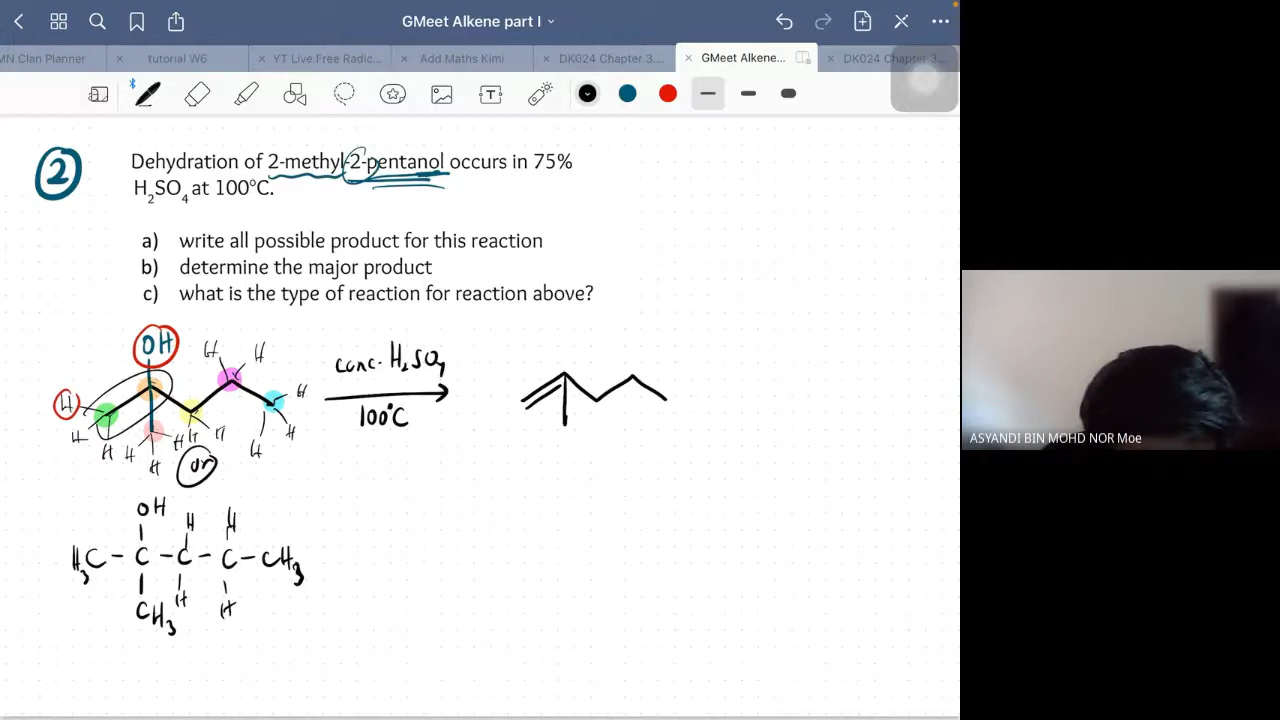 GMeet Alkene part I
MN Clan Planner
tutorial W6
YT Live Free Radic...
Add Maths Kimi
DK024 Chapter 3....
GMeet Alkene...
DK024 Chapter 3....
T
2
Dehydration of 2-methyl-2-pentanol occurs in 75%
H₂SO₄ at 100°C.
a) write all possible product for this reaction
b) determine the major product
c) what is the type of reaction for reaction above?
OH
H H
H H
H H H H H H
H H
conc. H₂SO₄
100°C
or
OH
H H
H₃C - C - C - C - CH₃
CH₃ H H
ASYANDI BIN MOHD NOR Moe